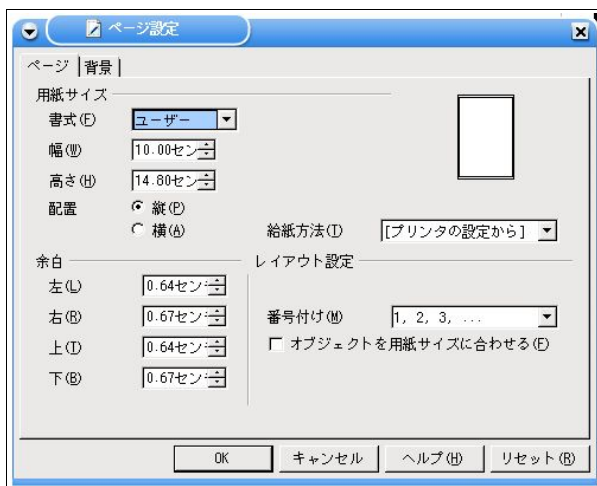 ページ設定
ページ 背景
用紙サイズ
書式(F) ユーザー
幅(W) 10.00セン
高さ(H) 14.80セン
配置 縦(P)
横(A)
給紙方法(T) [プリンタの設定から]
余白
レイアウト設定
左(L) 0.64セン
右(R) 0.67セン
上(T) 0.64セン
下(B) 0.67セン
番号付け(M) 1, 2, 3, ...
オブジェクトを用紙サイズに合わせる(F)
OK キャンセル ヘルプ(H) リセット(R)